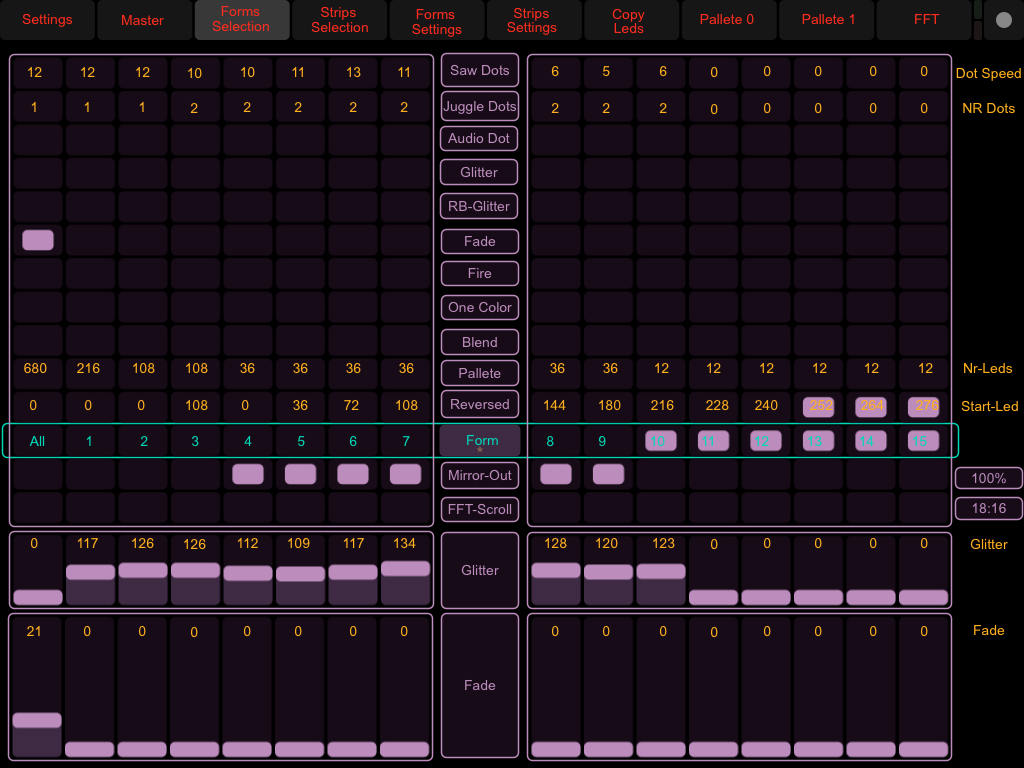 Settings Master Forms Selection Strips Selection Forms Settings Strips Settings Copy Leds Pallete 0 Pallete 1 FFT
12 12 12 10 10 11 13 11 Saw Dots 6 5 6 0 0 0 0 0 Dot Speed
1 1 1 2 2 2 2 2 Juggle Dots 2 2 2 0 0 0 0 0 NR Dots
Audio Dot
Glitter
RB-Glitter
Fade
Fire
One Color
Blend
680 216 108 108 36 36 36 36 Pallete 36 36 12 12 12 12 12 12 Nr-Leds
0 0 0 108 0 36 72 108 Reversed 144 180 216 228 240 252 264 276 Start-Led
All 1 2 3 4 5 6 7 Form 8 9 10 11 12 13 14 15
Mirror-Out 100%
FFT-Scroll 18:16
0 117 126 126 112 109 117 134 128 120 123 0 0 0 0 0 Glitter
Glitter
21 0 0 0 0 0 0 0 0 0 0 0 0 0 0 0 Fade
Fade